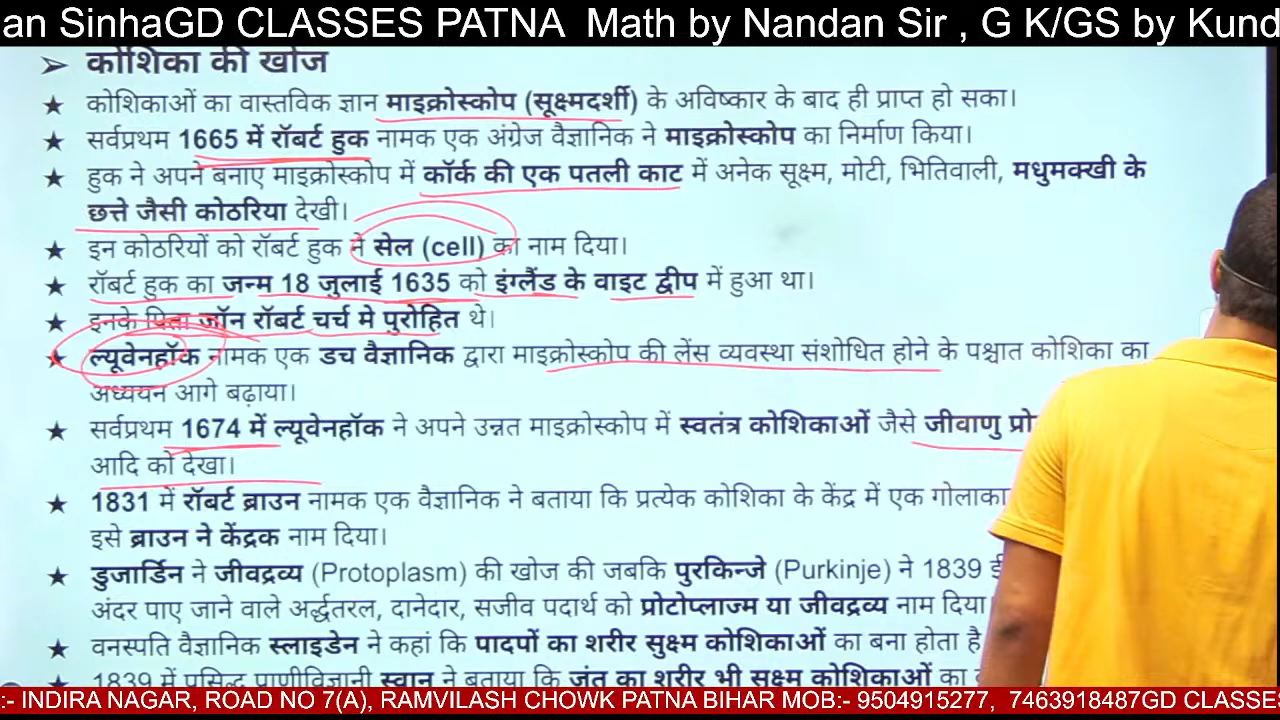 an SinhaGD CLASSES PATNA Math by Nandan Sir , G K/GS by Kund
➢ कोशिका की खोज
★ कोशिकाओं का वास्तविक ज्ञान माइक्रोस्कोप (सूक्ष्मदर्शी) के अविष्कार के बाद ही प्राप्त हो सका।
★ सर्वप्रथम 1665 में रॉबर्ट हुक नामक एक अंग्रेज वैज्ञानिक ने माइक्रोस्कोप का निर्माण किया।
★ हुक ने अपने बनाए माइक्रोस्कोप में कॉर्क की एक पतली काट में अनेक सूक्ष्म, मोटी, भितिवाली, मधुमक्खी के
छत्ते जैसी कोठरिया देखी।
★ इन कोठरियों को रॉबर्ट हुक ने सेल (cell) का नाम दिया।
★ रॉबर्ट हुक का जन्म 18 जुलाई 1635 को इंग्लैंड के वाइट द्वीप में हुआ था।
★ इनके पिता जॉन रॉबर्ट चर्च मे पुरोहित थे।
★ ल्यूवेनहॉक नामक एक डच वैज्ञानिक द्वारा माइक्रोस्कोप की लेंस व्यवस्था संशोधित होने के पश्चात कोशिका का
अध्ययन आगे बढ़ाया।
★ सर्वप्रथम 1674 में ल्यूवेनहॉक ने अपने उन्नत माइक्रोस्कोप में स्वतंत्र कोशिकाओं जैसे जीवाणु प्रो
आदि को देखा।
★ 1831 में रॉबर्ट ब्राउन नामक एक वैज्ञानिक ने बताया कि प्रत्येक कोशिका के केंद्र में एक गोलाका
इसे ब्राउन ने केंद्रक नाम दिया।
★ डुजार्डिन ने जीवद्रव्य (Protoplasm) की खोज की जबकि पुरकिन्जे (Purkinje) ने 1839 ई
अंदर पाए जाने वाले अर्द्धतरल, दानेदार, सजीव पदार्थ को प्रोटोप्लाज्म या जीवद्रव्य नाम दिया
★ वनस्पति वैज्ञानिक स्लाइडेन ने कहां कि पादपों का शरीर सुक्ष्म कोशिकाओं का बना होता है
★ 1839 में प्रसिद्ध प्राणीविज्ञानी स्वान ने बताया कि जंतु का शरीर भी सूक्ष्म कोशिकाओं का
:- INDIRA NAGAR, ROAD NO 7(A), RAMVILASH CHOWK PATNA BIHAR MOB:- 9504915277, 7463918487GD CLASSE